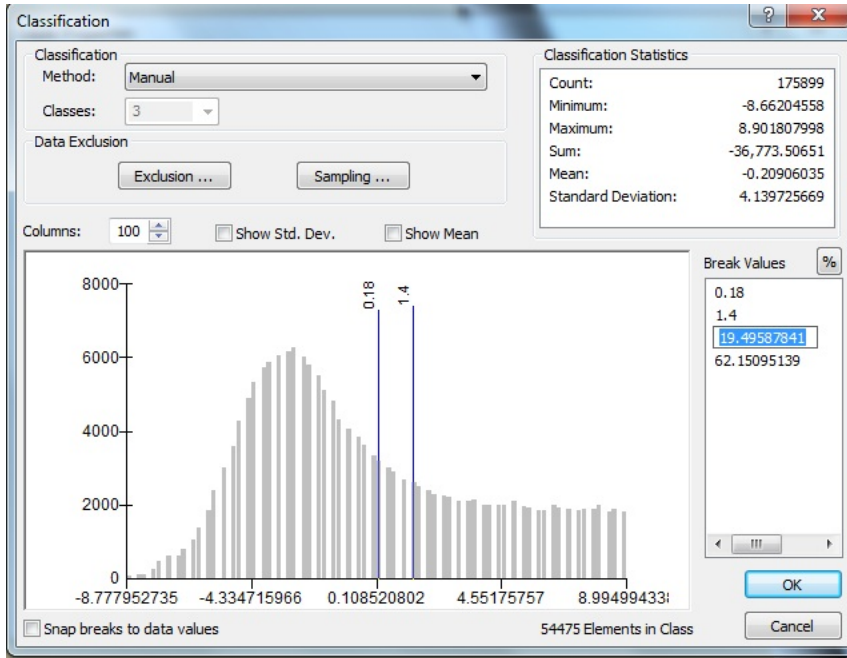 Classification
? X
Classification
Method: Manual
Classes: 3
Data Exclusion
Exclusion ... Sampling ...
Classification Statistics
Count: 175899
Minimum: -8.66204558
Maximum: 8.901807998
Sum: -36,773.50651
Mean: -0.20906035
Standard Deviation: 4.139725669
Columns: 100 Show Std. Dev. Show Mean
Break Values %
0.18
1.4
19.49587841
62.15095139
8000
6000
4000
2000
0
0.18 1.4
-8.777952735 -4.334715966 0.108520802 4.55175757 8.994994338
Snap breaks to data values
54475 Elements in Class
OK
Cancel